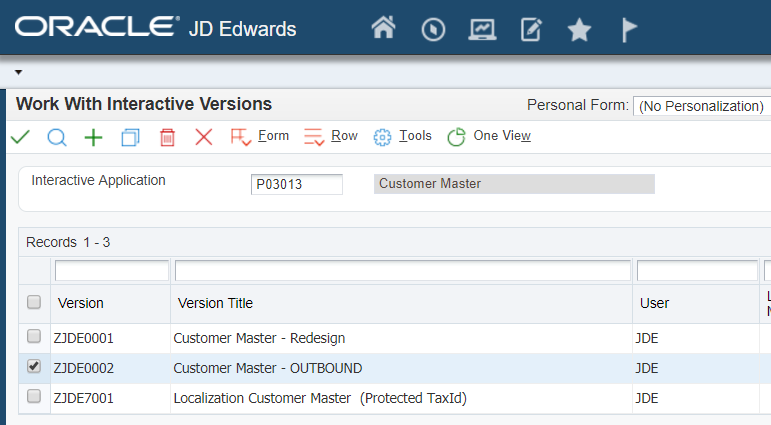 ORACLE JD Edwards
Work With Interactive Versions
Personal Form: (No Personalization)
Form Row Tools One View
Interactive Application P03013 Customer Master
Records 1 - 3
Version Version Title User
ZJDE0001 Customer Master - Redesign JDE
ZJDE0002 Customer Master - OUTBOUND JDE
ZJDE7001 Localization Customer Master (Protected TaxId) JDE